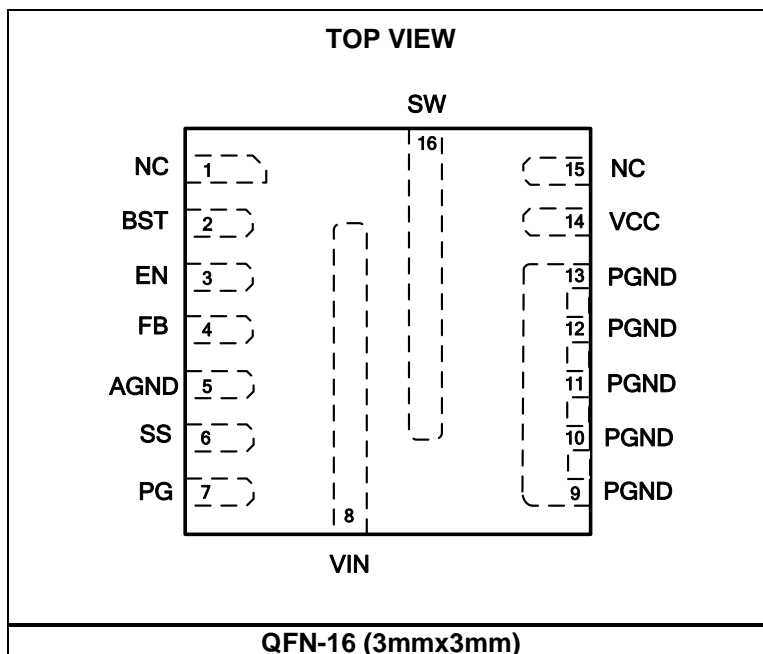 TOP VIEW
SW
16
NC 1 15 NC
BST 2 14 VCC
EN 3 13 PGND
FB 4 12 PGND
AGND 5 11 PGND
SS 6 10 PGND
PG 7 9 PGND
8
VIN
QFN-16 (3mmx3mm)